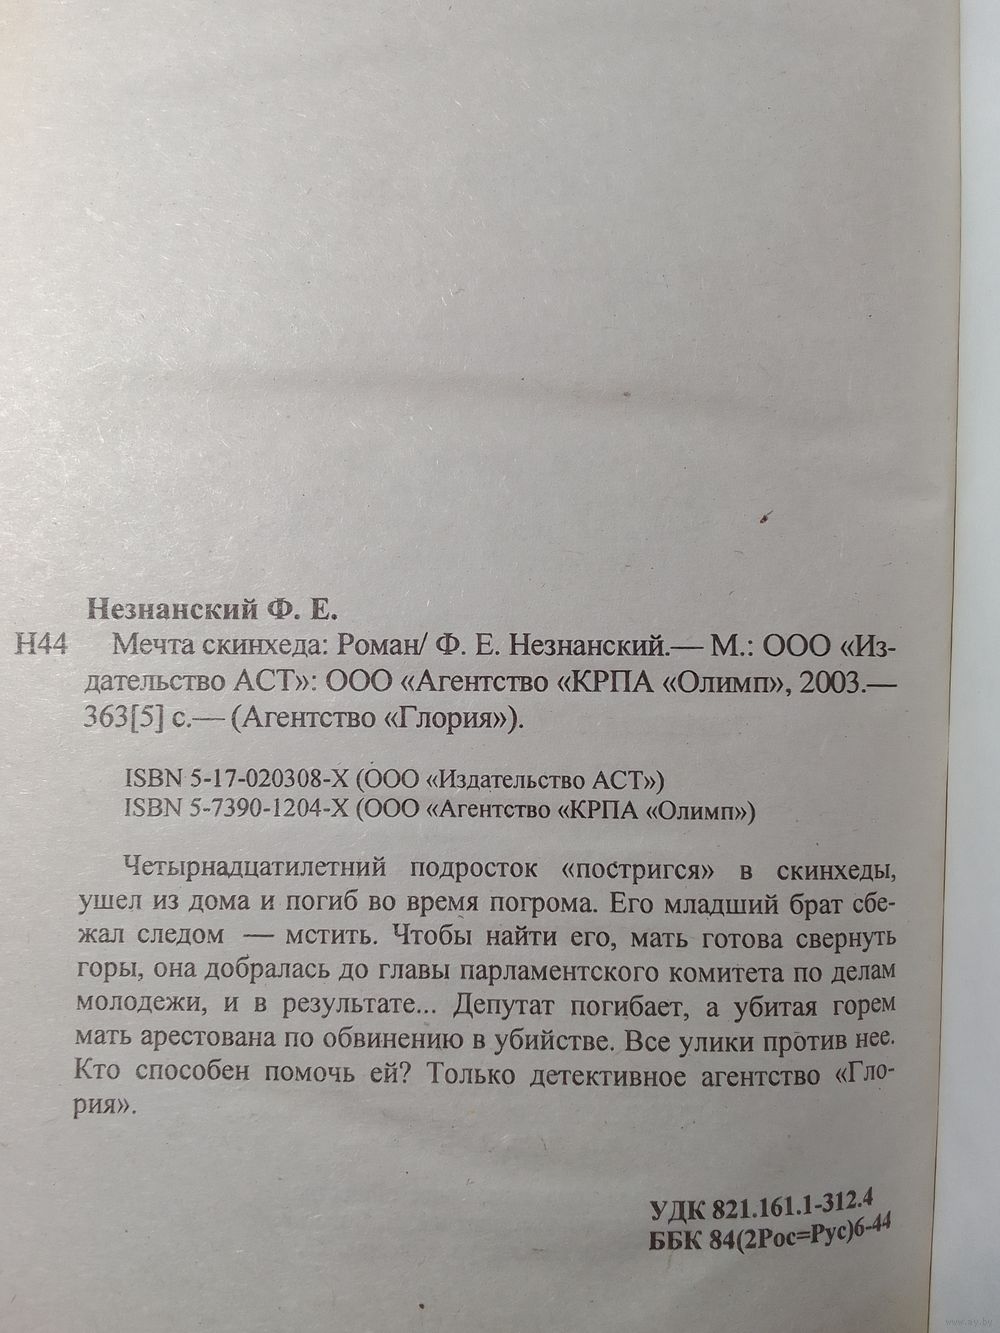 Незнанский Ф. Е.
Н44 Мечта скинхеда: Роман/ Ф. Е. Незнанский.— М.: ООО «Из-
дательство АСТ»: ООО «Агентство «КРПА «Олимп», 2003.—
363[5] с.— (Агентство «Глория»).
ISBN 5-17-020308-X (ООО «Издательство АСТ»)
ISBN 5-7390-1204-X (ООО «Агентство «КРПА «Олимп»)
Четырнадцатилетний подросток «постригся» в скинхеды,
ушел из дома и погиб во время погрома. Его младший брат сбе-
жал следом — мстить. Чтобы найти его, мать готова свернуть
горы, она добралась до главы парламентского комитета по делам
молодежи, и в результате... Депутат погибает, а убитая горем
мать арестована по обвинению в убийстве. Все улики против нее.
Кто способен помочь ей? Только детективное агентство «Гло-
рия».
УДК 821.161.1-312.4
ББК 84(2Рос=Рус)6-44
www.ay.by